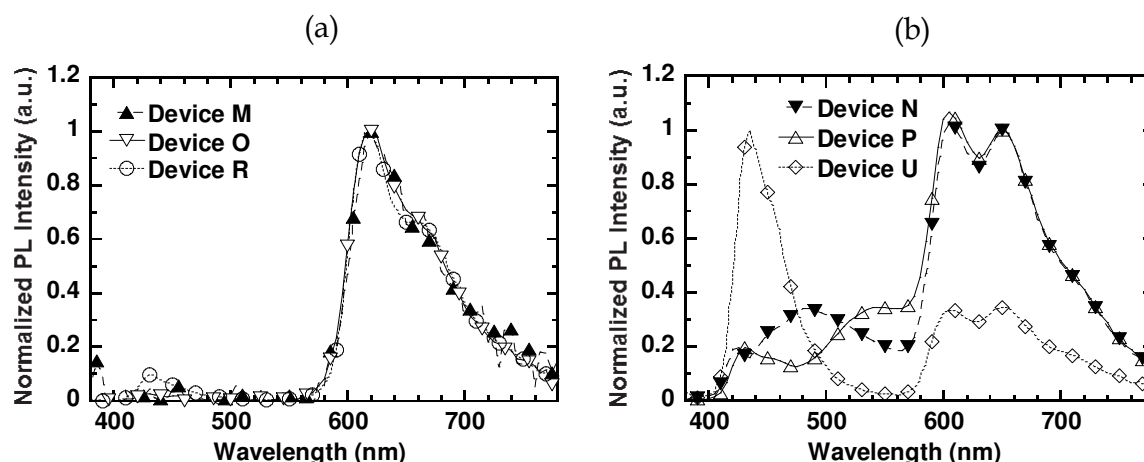 (a)
Normalized PL Intensity (a.u.)
1.2
1
0.8
0.6
0.4
0.2
0
Device M
Device O
Device R
400 500 600 700
Wavelength (nm)
(b)
Normalized PL Intensity (a.u.)
1.2
1
0.8
0.6
0.4
0.2
0
Device N
Device P
Device U
400 500 600 700
Wavelength (nm)